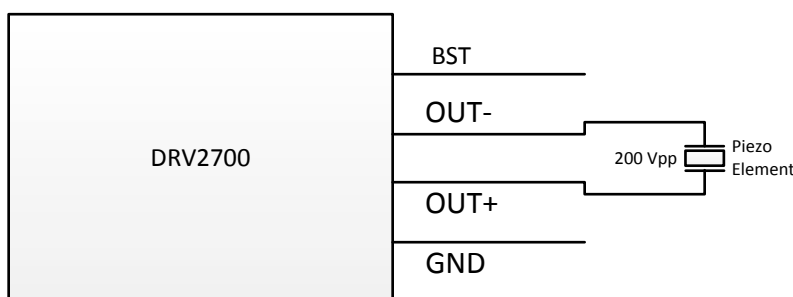 BST
OUT-
DRV2700
200 Vpp
Piezo
Element
OUT+
GND